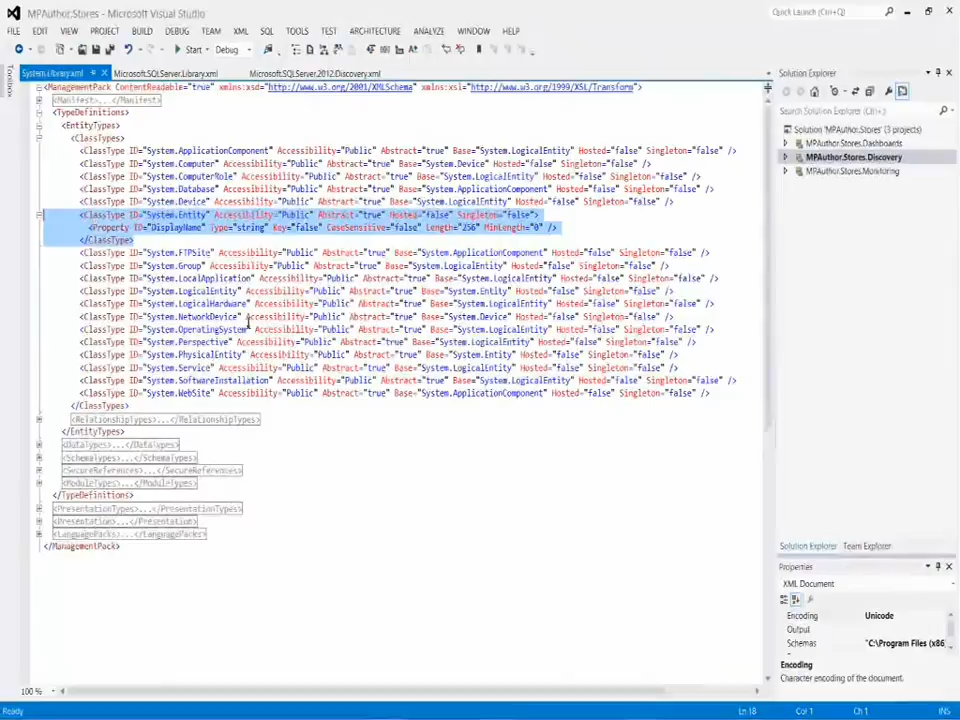 MPAuthor.Stores - Microsoft Visual Studio
Quick Launch (Ctrl+Q)
FILE EDIT VIEW PROJECT BUILD DEBUG TEAM XML SQL TOOLS TEST ARCHITECTURE ANALYZE WINDOW HELP
Start Debug
Toolbox
System.Library.xml Microsoft.SQLServer.Library.xml Microsoft.SQLServer.2012.Discovery.xml
<ManagementPack ContentReadable="true" xmlns:xsd="http://www.w3.org/2001/XMLSchema" xmlns:xsl="http://www.w3.org/1999/XSL/Transform">
<Manifest>...</Manifest>
<TypeDefinitions>
<EntityTypes>
<ClassTypes>
<ClassType ID="System.ApplicationComponent" Accessibility="Public" Abstract="true" Base="System.LogicalEntity" Hosted="false" Singleton="false" />
<ClassType ID="System.Computer" Accessibility="Public" Abstract="true" Base="System.Device" Hosted="false" Singleton="false" />
<ClassType ID="System.ComputerRole" Accessibility="Public" Abstract="true" Base="System.LogicalEntity" Hosted="false" Singleton="false" />
<ClassType ID="System.Database" Accessibility="Public" Abstract="true" Base="System.ApplicationComponent" Hosted="false" Singleton="false" />
<ClassType ID="System.Device" Accessibility="Public" Abstract="true" Base="System.LogicalEntity" Hosted="false" Singleton="false" />
<ClassType ID="System.Entity" Accessibility="Public" Abstract="true" Hosted="false" Singleton="false">
<Property ID="DisplayName" Type="string" Key="false" CaseSensitive="false" Length="256" MinLength="0" />
</ClassType>
<ClassType ID="System.FTPSite" Accessibility="Public" Abstract="true" Base="System.ApplicationComponent" Hosted="false" Singleton="false" />
<ClassType ID="System.Group" Accessibility="Public" Abstract="true" Base="System.LogicalEntity" Hosted="false" Singleton="false" />
<ClassType ID="System.LocalApplication" Accessibility="Public" Abstract="true" Base="System.LogicalEntity" Hosted="false" Singleton="false" />
<ClassType ID="System.LogicalEntity" Accessibility="Public" Abstract="true" Base="System.Entity" Hosted="false" Singleton="false" />
<ClassType ID="System.LogicalHardware" Accessibility="Public" Abstract="true" Base="System.LogicalEntity" Hosted="false" Singleton="false" />
<ClassType ID="System.NetworkDevice" Accessibility="Public" Abstract="true" Base="System.Device" Hosted="false" Singleton="false" />
<ClassType ID="System.OperatingSystem" Accessibility="Public" Abstract="true" Base="System.LogicalEntity" Hosted="false" Singleton="false" />
<ClassType ID="System.Perspective" Accessibility="Public" Abstract="true" Base="System.LogicalEntity" Hosted="false" Singleton="false" />
<ClassType ID="System.PhysicalEntity" Accessibility="Public" Abstract="true" Base="System.Entity" Hosted="false" Singleton="false" />
<ClassType ID="System.Service" Accessibility="Public" Abstract="true" Base="System.LogicalEntity" Hosted="false" Singleton="false" />
<ClassType ID="System.SoftwareInstallation" Accessibility="Public" Abstract="true" Base="System.LogicalEntity" Hosted="false" Singleton="false" />
<ClassType ID="System.WebSite" Accessibility="Public" Abstract="true" Base="System.ApplicationComponent" Hosted="false" Singleton="false" />
</ClassTypes>
<RelationshipTypes>...</RelationshipTypes>
</EntityTypes>
<DataTypes>...</DataTypes>
<SchemaTypes>...</SchemaTypes>
<SecureReferences>...</SecureReferences>
<ModuleTypes>...</ModuleTypes>
</TypeDefinitions>
<PresentationTypes>...</PresentationTypes>
<Presentation>...</Presentation>
<LanguagePacks>...</LanguagePacks>
</ManagementPack>
100 %
Solution Explorer
Search Solution Explorer (Ctrl+;)
Solution 'MPAuthor.Stores' (3 projects)
MPAuthor.Stores.Dashboards
MPAuthor.Stores.Discovery
MPAuthor.Stores.Monitoring
Solution Explorer Team Explorer
Properties
XML Document
Encoding Unicode
Output
Schemas "C:\Program Files (x86
Encoding
Character encoding of the document.
Ready Ln 18 Col 1 Ch 1 INS